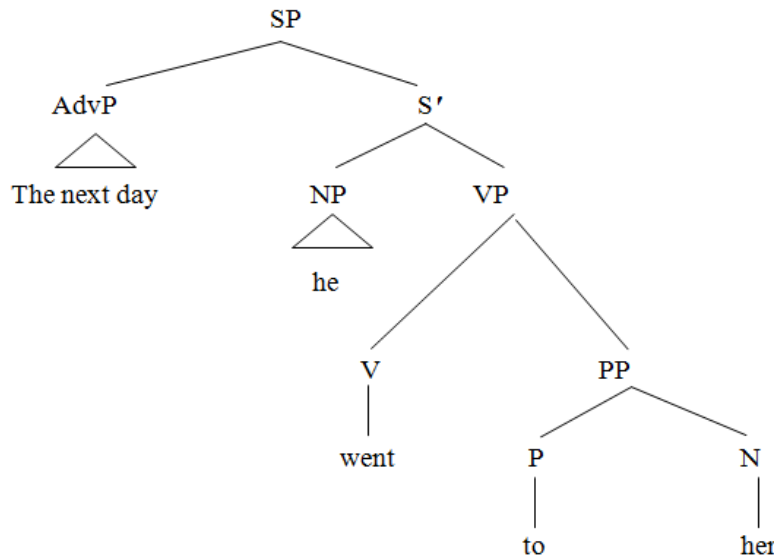 SP
AdvP S′
The next day NP VP
he
V PP
went P N
to her